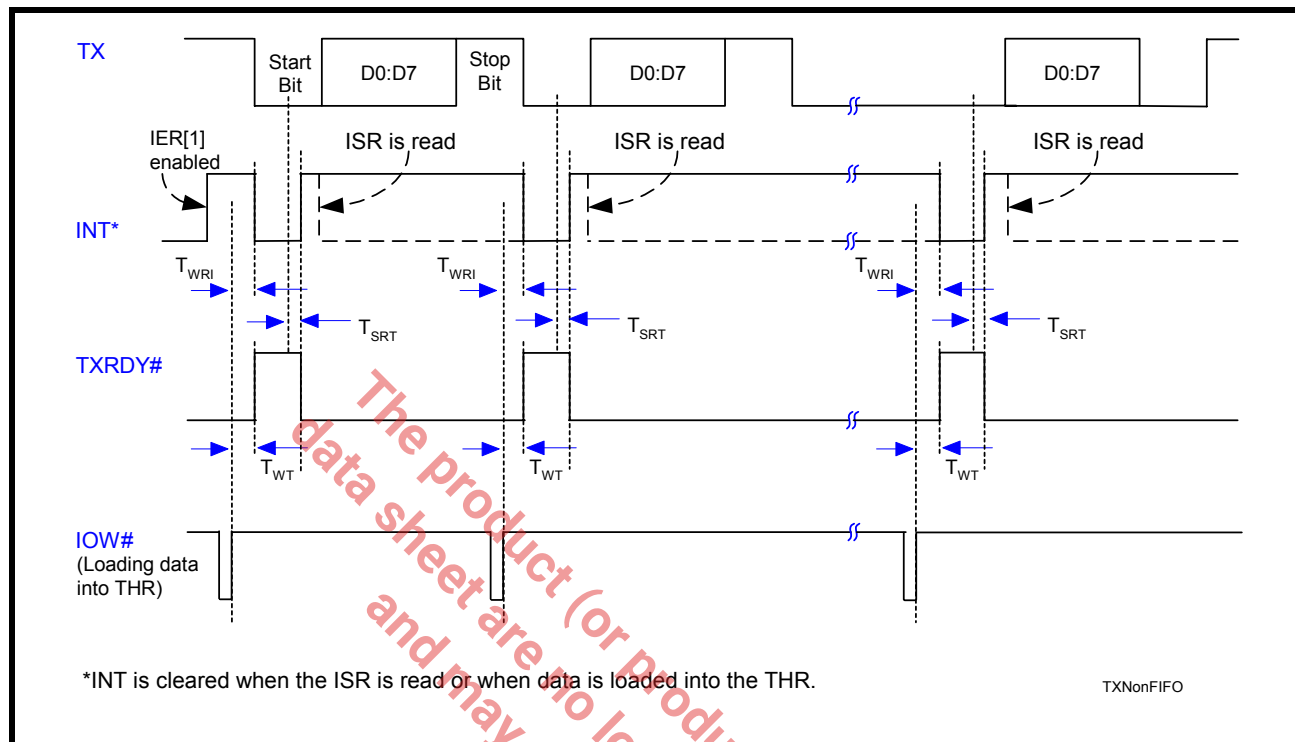 TX
Start
Bit
D0:D7
Stop
Bit
D0:D7
D0:D7
IER[1]
enabled
ISR is read
ISR is read
ISR is read
INT*
TWRI
TWRI
TWRI
TSRT
TSRT
TSRT
TXRDY#
TWT
TWT
TWT
IOW#
(Loading data
into THR)
*INT is cleared when the ISR is read or when data is loaded into the THR.
TXNonFIFO
The product (or produ
data sheet are no lo
and may